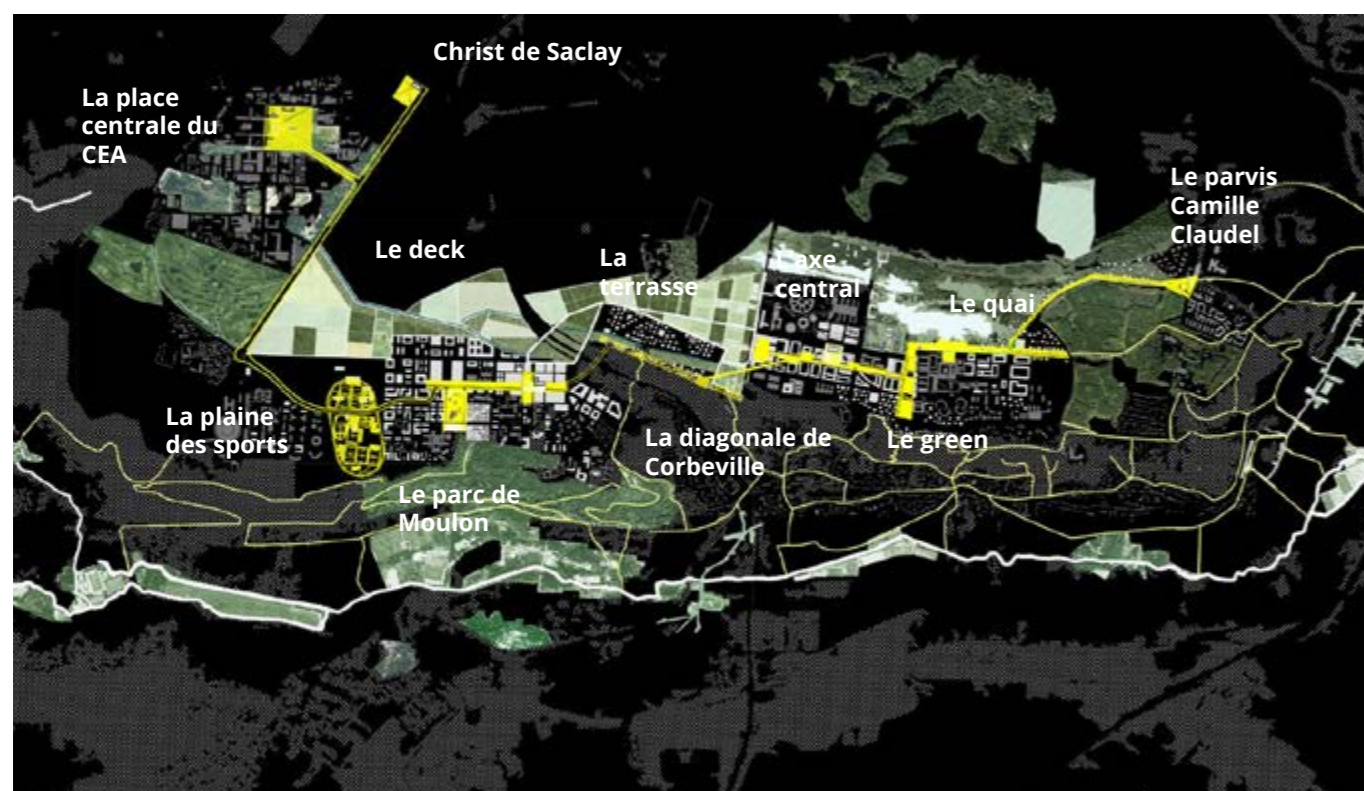 Christ de Saclay
La place
centrale du
CEA
Le parvis
Camille
Claudel
Le deck
La
terrasse
L'axe
central
Le quai
La plaine
des sports
La diagonale de
Corbeville
Le green
Le parc de
Moulon